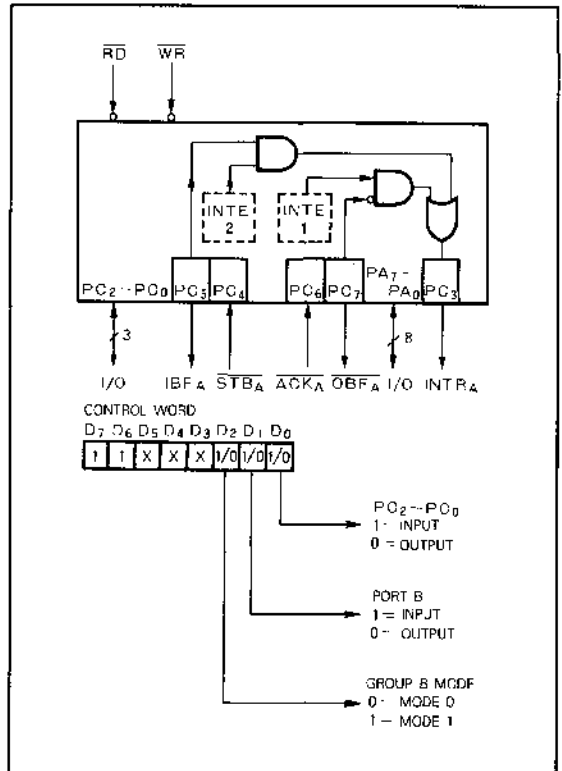 RD WR
INTE
2
INTE
1
PC2--PC0 PC5 PC4 PC6 PC7 PA7-PA0 PC3
3
8
I/O IBFA STBA ACKA OBFA I/O INTRA
CONTROL WORD
D7 D6 D5 D4 D3 D2 D1 D0
1 1 X X X 1/0 1/0 1/0
PC2--PC0
1- INPUT
0 = OUTPUT
PORT B
1 = INPUT
0- OUTPUT
GROUP B MODE
0- MODE 0
1- MODE 1